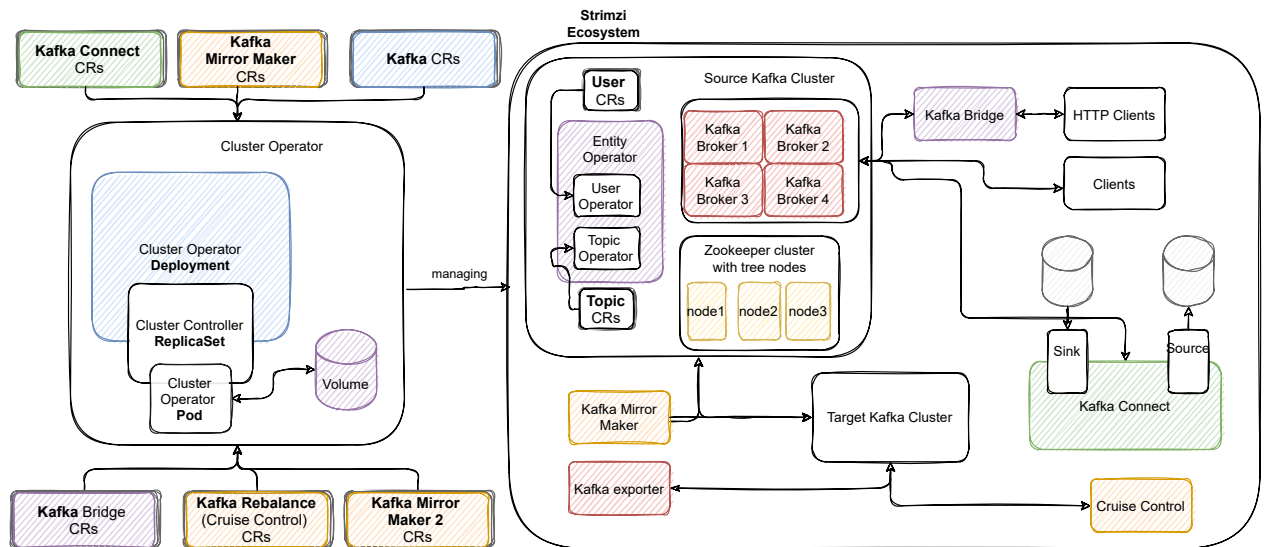 Strimzi
Ecosystem
Kafka Connect
CRs
Kafka
Mirror Maker
CRs
Kafka CRs
Cluster Operator
Cluster Operator
Deployment
Cluster Controller
ReplicaSet
Cluster
Operator
Pod
Volume
Kafka Bridge
CRs
Kafka Rebalance
(Cruise Control)
CRs
Kafka Mirror
Maker 2
CRs
managing
User
CRs
Entity
Operator
User
Operator
Topic
Operator
Topic
CRs
Source Kafka Cluster
Kafka
Broker 1
Kafka
Broker 2
Kafka
Broker 3
Kafka
Broker 4
Zookeeper cluster
with tree nodes
node1
node2
node3
Kafka Bridge
HTTP Clients
Clients
Sink
Source
Kafka Connect
Kafka Mirror
Maker
Target Kafka Cluster
Kafka exporter
Cruise Control